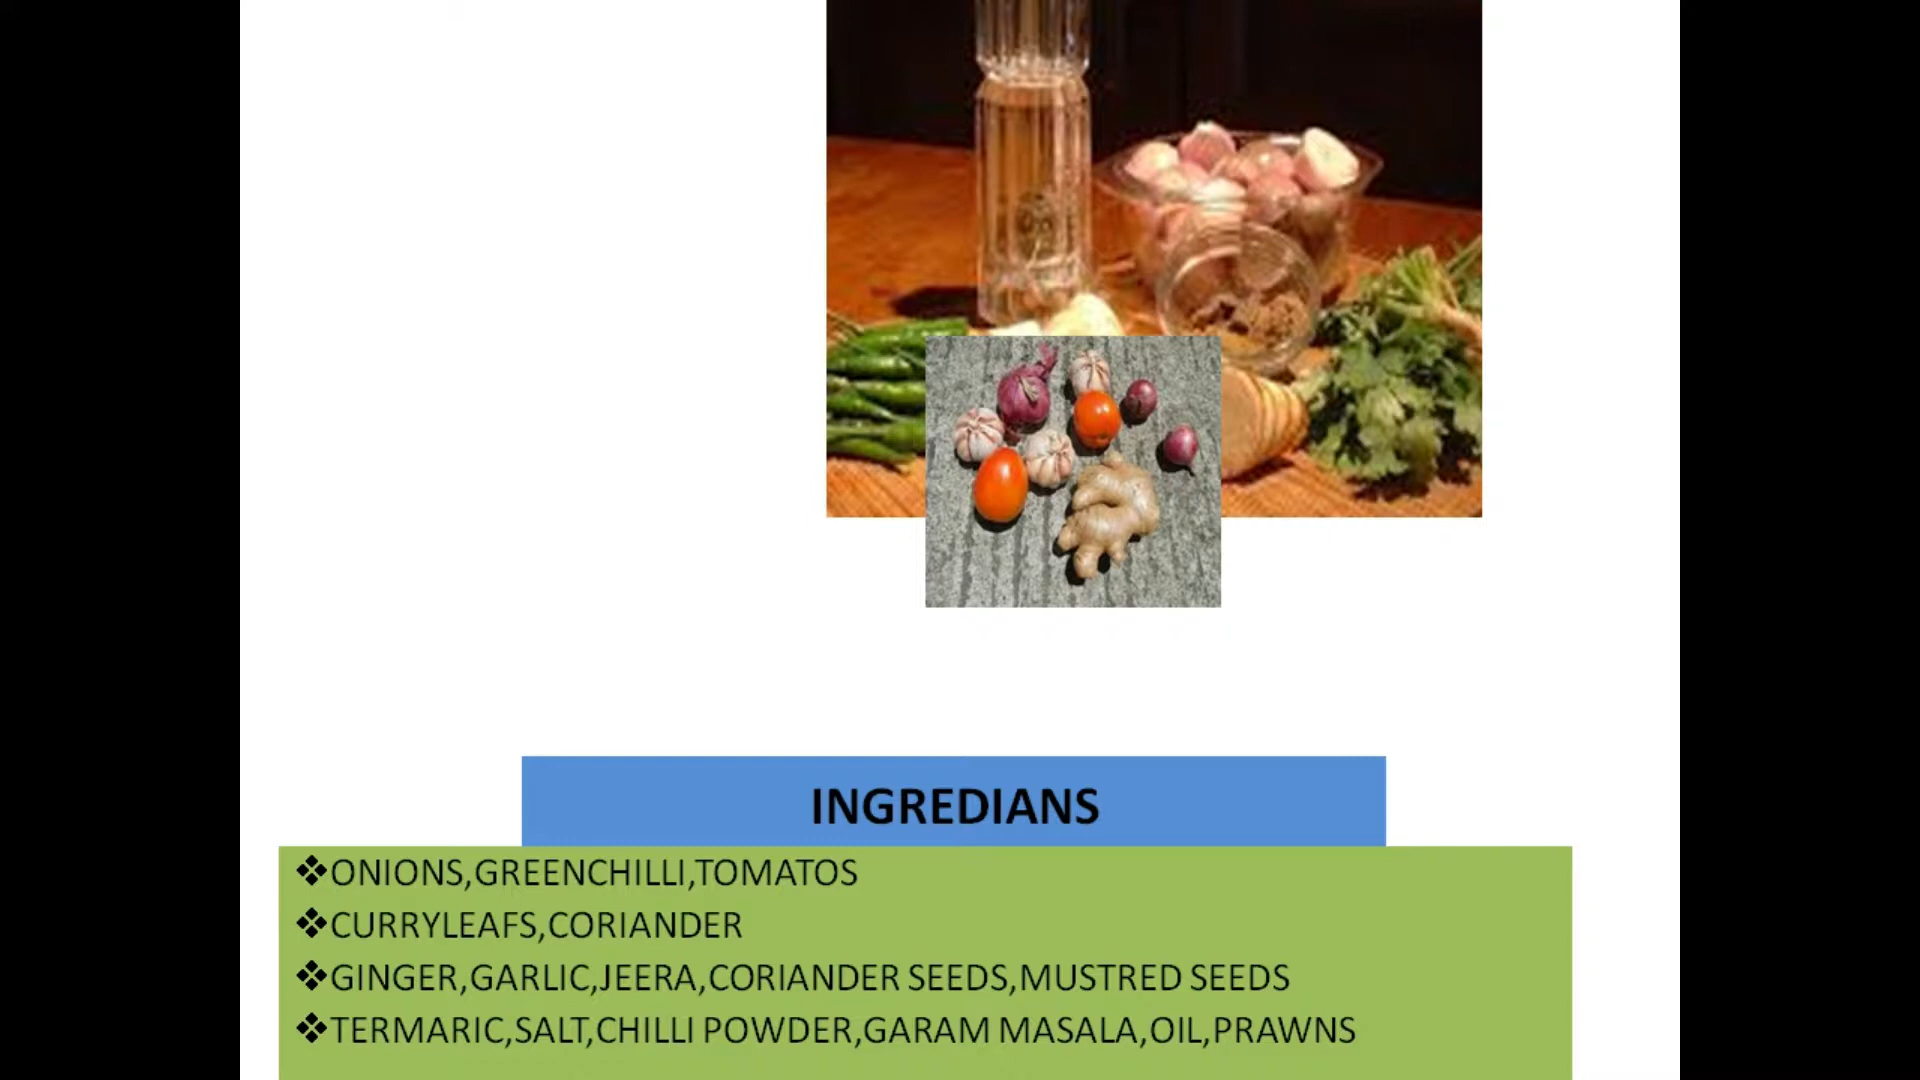 INGREDIANS
❖ONIONS,GREENCHILLI,TOMATOS
❖CURRYLEAFS,CORIANDER
❖GINGER,GARLIC,JEERA,CORIANDER SEEDS,MUSTRED SEEDS
❖TERMARIC,SALT,CHILLI POWDER,GARAM MASALA,OIL,PRAWNS